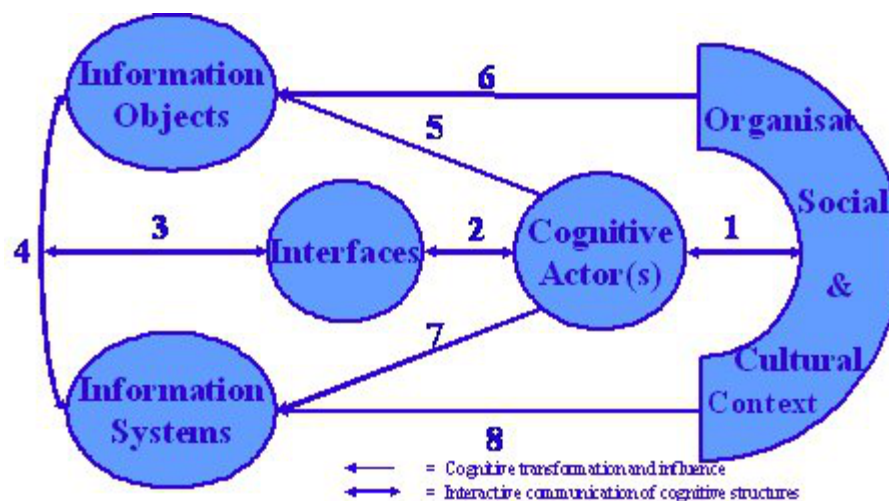 Information
Objects
6
Organisat
5
Social
4
3
Interfaces
2
Cognitive
Actor(s)
1
&
7
Cultural
Context
Information
Systems
8
= Cognitive transformation and influence
= Interactive communication of cognitive structures